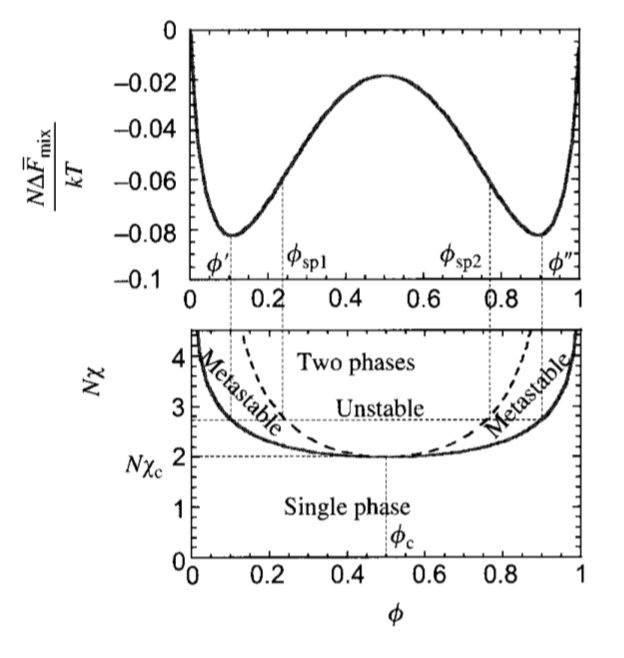 0
−0.02
−0.04
−0.06
−0.08
−0.1
NΔF̅mix
kT
ϕ′
ϕsp1
ϕsp2
ϕ″
0 0.2 0.4 0.6 0.8 1
4
3
2
1
0
Nχ
Nχc
Metastable
Two phases
Unstable
Metastable
Single phase
ϕc
0 0.2 0.4 0.6 0.8 1
ϕ